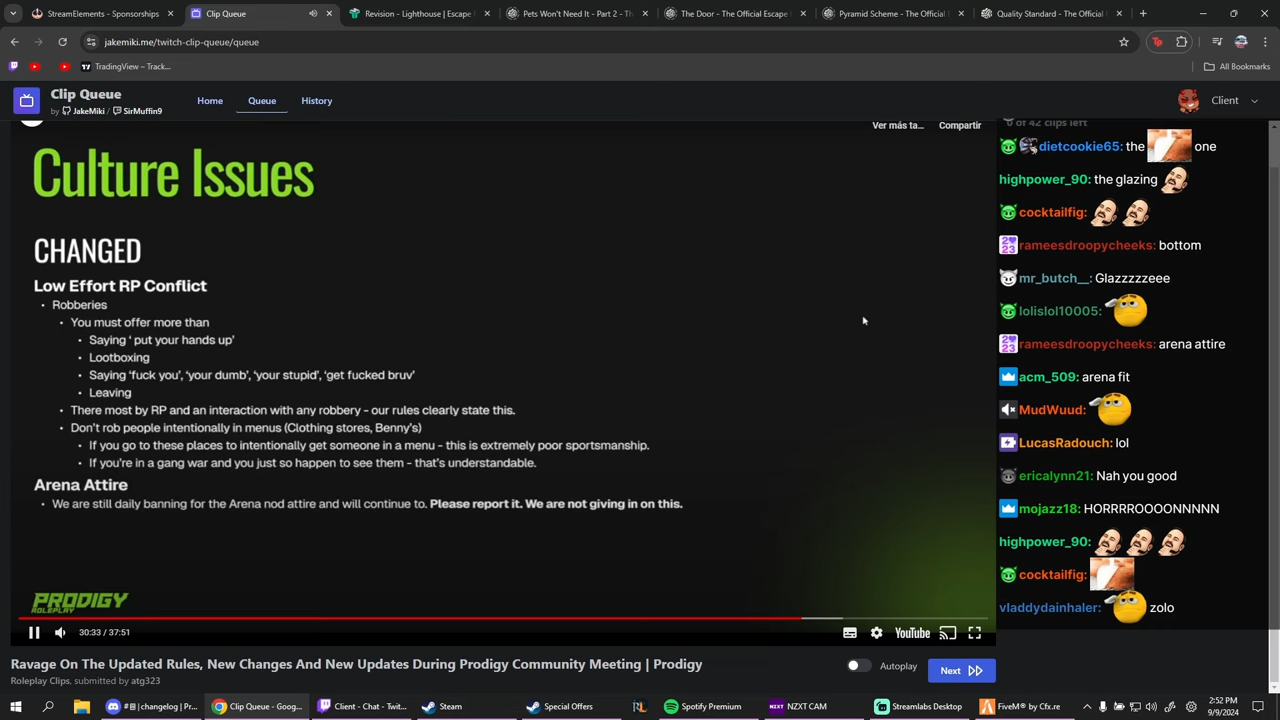 StreamElements - Sponsorships
Clip Queue
Revision - Lighthouse | Escape
Pets Won't Need It - Part 2 - Th
The Door - The Official Escape
Pyramid Scheme - The Official
Quality Standard - The Official
jakemiki.me/twitch-clip-queue/queue
TradingView – Track...
All Bookmarks
Clip Queue
by JakeMiki / SirMuffin9
Home
Queue
History
Client
Ver más ta...
Compartir
Culture Issues
CHANGED
Low Effort RP Conflict
• Robberies
• You must offer more than
• Saying ' put your hands up'
• Lootboxing
• Saying 'fuck you', 'your dumb', 'your stupid', 'get fucked bruv'
• Leaving
• There most by RP and an interaction with any robbery - our rules clearly state this.
• Don't rob people intentionally in menus (Clothing stores, Benny's)
• If you go to these places to intentionally get someone in a menu - this is extremely poor sportsmanship.
• If you're in a gang war and you just so happen to see them - that's understandable.
Arena Attire
• We are still daily banning for the Arena nod attire and will continue to. Please report it. We are not giving in on this.
PRODIGY
ROLEPLAY
30:33 / 37:51
YouTube
Ravage On The Updated Rules, New Changes And New Updates During Prodigy Community Meeting | Prodigy
Roleplay Clips, submitted by atg323
Autoplay
Next
of 42 clips left
dietcookie65: the one
highpower_90: the glazing
cocktailfig:
rameesdroopycheeks: bottom
mr_butch__: Glazzzzzeee
lolislol10005:
rameesdroopycheeks: arena attire
acm_509: arena fit
MudWuud:
LucasRadouch: lol
ericalynn21: Nah you good
mojazz18: HORRRROOOONNNNN
highpower_90:
cocktailfig:
vladdydainhaler: zolo
#🖥 | changelog | Pr...
Clip Queue - Goog...
Client - Chat - Twit...
Steam
Special Offers
RL
Spotify Premium
NZXT
NZXT CAM
Streamlabs Desktop
FiveM® by Cfx.re
2:52 PM
9/9/2024